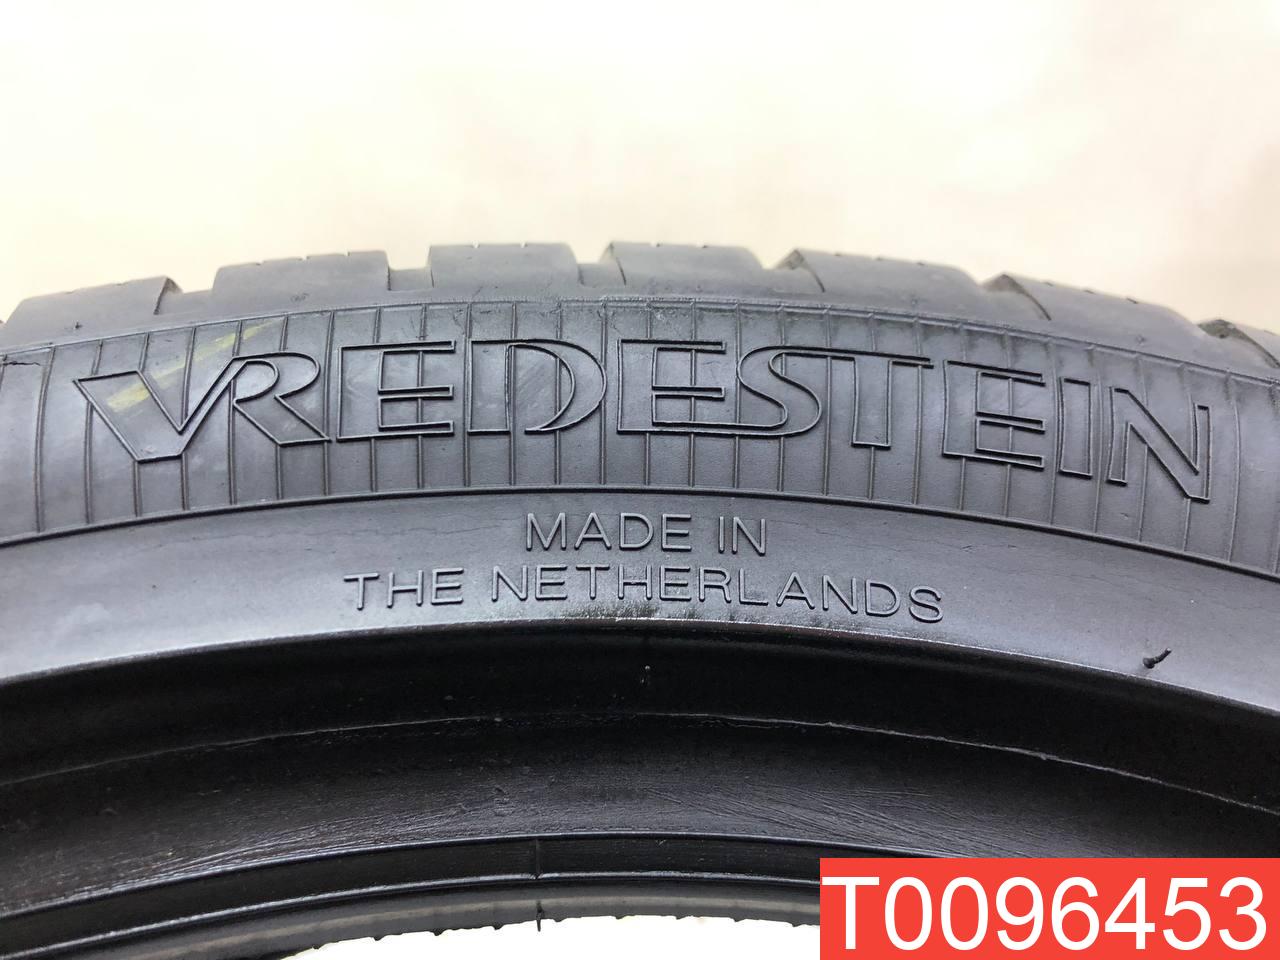 VREDESTEIN
MADE IN
THE NETHERLANDS
T0096453